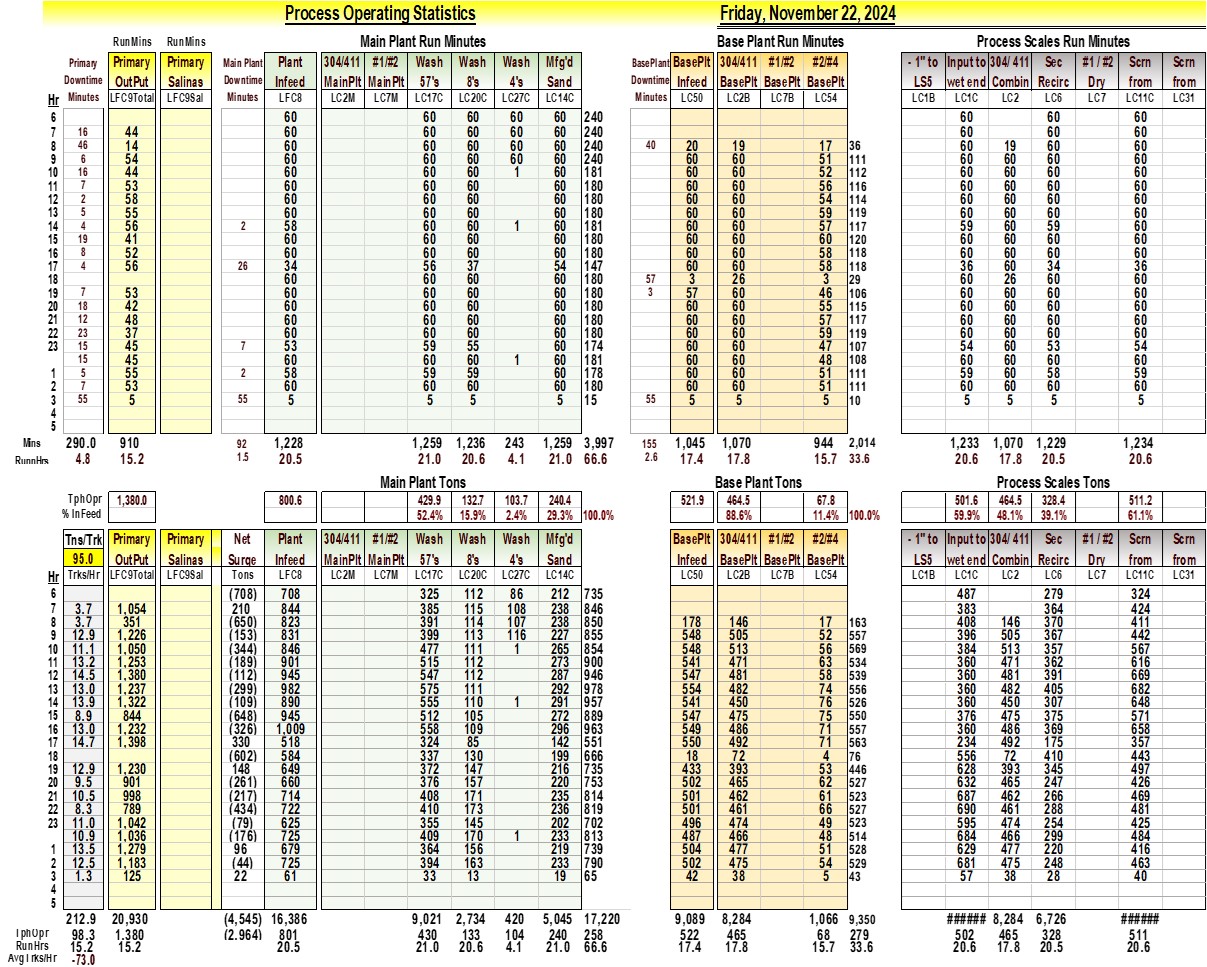 Process Operating Statistics Friday, November 22, 2024
RunMins RunMins Main Plant Run Minutes Base Plant Run Minutes Process Scales Run Minutes
Primary Primary Primary Main Plant Plant 304/411 #1/#2 Wash Wash Wash Mfg'd BasePlant BasePlt 304/411 #1/#2 #2/#4 - 1" to Input to 304/ 411 Sec #1 / #2 Scrn Scrn
Downtime OutPut Salinas Downtime Infeed MainPlt MainPlt 57's 8's 4's Sand Downtime Infeed BasePlt BasePlt BasePlt LS5 wet end Combin Recirc Dry from from
Hr Minutes LFC9Total LFC9Sal Minutes LFC8 LC2M LC7M LC17C LC20C LC27C LC14C Minutes LC50 LC2B LC7B LC54 LC1B LC1C LC2 LC6 LC7 LC11C LC31
6 60 60 60 60 60 240 60 60 60
7 16 44 60 60 60 60 60 240 60 60 60
8 46 14 60 60 60 60 60 240 40 20 19 17 36 60 19 60 60
9 6 54 60 60 60 60 60 240 60 60 51 111 60 60 60 60
10 16 44 60 60 60 1 60 181 60 60 52 112 60 60 60 60
11 7 53 60 60 60 60 180 60 60 56 116 60 60 60 60
12 2 58 60 60 60 60 180 60 60 54 114 60 60 60 60
13 5 55 60 60 60 60 180 60 60 59 119 60 60 60 60
14 4 56 2 58 60 60 1 60 181 60 60 57 117 59 60 59 60
15 19 41 60 60 60 60 180 60 60 60 120 60 60 60 60
16 8 52 60 60 60 60 180 60 60 58 118 60 60 60 60
17 4 56 26 34 56 37 54 147 60 60 58 118 36 60 34 36
18 60 60 60 60 180 57 3 26 3 29 60 26 60 60
19 7 53 60 60 60 60 180 3 57 60 46 106 60 60 60 60
20 18 42 60 60 60 60 180 60 60 55 115 60 60 60 60
21 12 48 60 60 60 60 180 60 60 57 117 60 60 60 60
22 23 37 60 60 60 60 180 60 60 59 119 60 60 60 60
23 15 45 7 53 59 55 60 174 60 60 47 107 54 60 53 54
15 45 60 60 60 1 60 181 60 60 48 108 60 60 60 60
1 5 55 2 58 59 59 60 178 60 60 51 111 59 60 58 59
2 7 53 60 60 60 60 180 60 60 51 111 60 60 60 60
3 55 5 55 5 5 5 5 15 55 5 5 5 10 5 5 5 5
4
5
Mins 290.0 910 92 1,228 1,259 1,236 243 1,259 3,997 155 1,045 1,070 944 2,014 1,233 1,070 1,229 1,234
RunnHrs 4.8 15.2 1.5 20.5 21.0 20.6 4.1 21.0 66.6 2.6 17.4 17.8 15.7 33.6 20.6 17.8 20.5 20.6
Main Plant Tons Base Plant Tons Process Scales Tons
TphOpr 1,380.0 800.6 429.9 132.7 103.7 240.4 521.9 464.5 67.8 501.6 464.5 328.4 511.2
% InFeed 52.4% 15.9% 2.4% 29.3% 100.0% 88.6% 11.4% 100.0% 59.9% 48.1% 39.1% 61.1%
Tns/Trk Primary Primary Net Plant 304/411 #1/#2 Wash Wash Wash Mfg'd BasePlt 304/411 #1/#2 #2/#4 - 1" to Input to 304/ 411 Sec #1 / #2 Scrn Scrn
95.0 OutPut Salinas Surge Infeed MainPlt MainPlt 57's 8's 4's Sand Infeed BasePlt BasePlt BasePlt LS5 wet end Combin Recirc Dry from from
Hr Trks/Hr LFC9Total LFC9Sal Tons LFC8 LC2M LC7M LC17C LC20C LC27C LC14C LC50 LC2B LC7B LC54 LC1B LC1C LC2 LC6 LC7 LC11C LC31
6 (708) 708 325 112 86 212 735 487 279 324
7 3.7 1,054 210 844 385 115 108 238 846 383 364 424
8 3.7 351 (650) 823 391 114 107 238 850 178 146 17 163 408 146 370 411
9 12.9 1,226 (153) 831 399 113 116 227 855 548 505 52 557 396 505 367 442
10 11.1 1,050 (344) 846 477 111 1 265 854 548 513 56 569 384 513 357 567
11 13.2 1,253 (189) 901 515 112 273 900 541 471 63 534 360 471 362 616
12 14.5 1,380 (112) 945 547 112 287 946 547 481 58 539 360 481 391 669
13 13.0 1,237 (299) 982 575 111 292 978 554 482 74 556 360 482 405 682
14 13.9 1,322 (109) 890 555 110 1 291 957 541 450 76 526 360 450 307 648
15 8.9 844 (648) 945 512 105 272 889 547 475 75 550 376 475 375 571
16 13.0 1,232 (326) 1,009 558 109 296 963 549 486 71 557 360 486 369 658
17 14.7 1,398 330 518 324 85 142 551 550 492 71 563 234 492 175 357
18 (602) 584 337 130 199 666 18 72 4 76 556 72 410 443
19 12.9 1,230 148 649 372 147 216 735 433 393 53 446 628 393 345 497
20 9.5 901 (261) 660 376 157 220 753 502 465 62 527 632 465 247 426
21 10.5 998 (217) 714 408 171 235 814 501 462 61 523 687 462 266 469
22 8.3 789 (434) 722 410 173 236 819 501 461 66 527 690 461 288 481
23 11.0 1,042 (79) 625 355 145 202 702 496 474 49 523 595 474 254 425
10.9 1,036 (176) 725 409 170 1 233 813 487 466 48 514 684 466 299 484
1 13.5 1,279 96 679 364 156 219 739 504 477 51 528 629 477 220 416
2 12.5 1,183 (44) 725 394 163 233 790 502 475 54 529 681 475 248 463
3 1.3 125 22 61 33 13 19 65 42 38 5 43 57 38 28 40
4
5
212.9 20,930 (4,545) 16,386 9,021 2,734 420 5,045 17,220 9,089 8,284 1,066 9,350 ###### 8,284 6,726 ######
TphOpr 98.3 1,380 (2,964) 801 430 133 104 240 258 522 465 68 279 502 465 328 511
RunHrs 15.2 15.2 20.5 21.0 20.6 4.1 21.0 66.6 17.4 17.8 15.7 33.6 20.6 17.8 20.5 20.6
AvgTrks/Hr -73.0